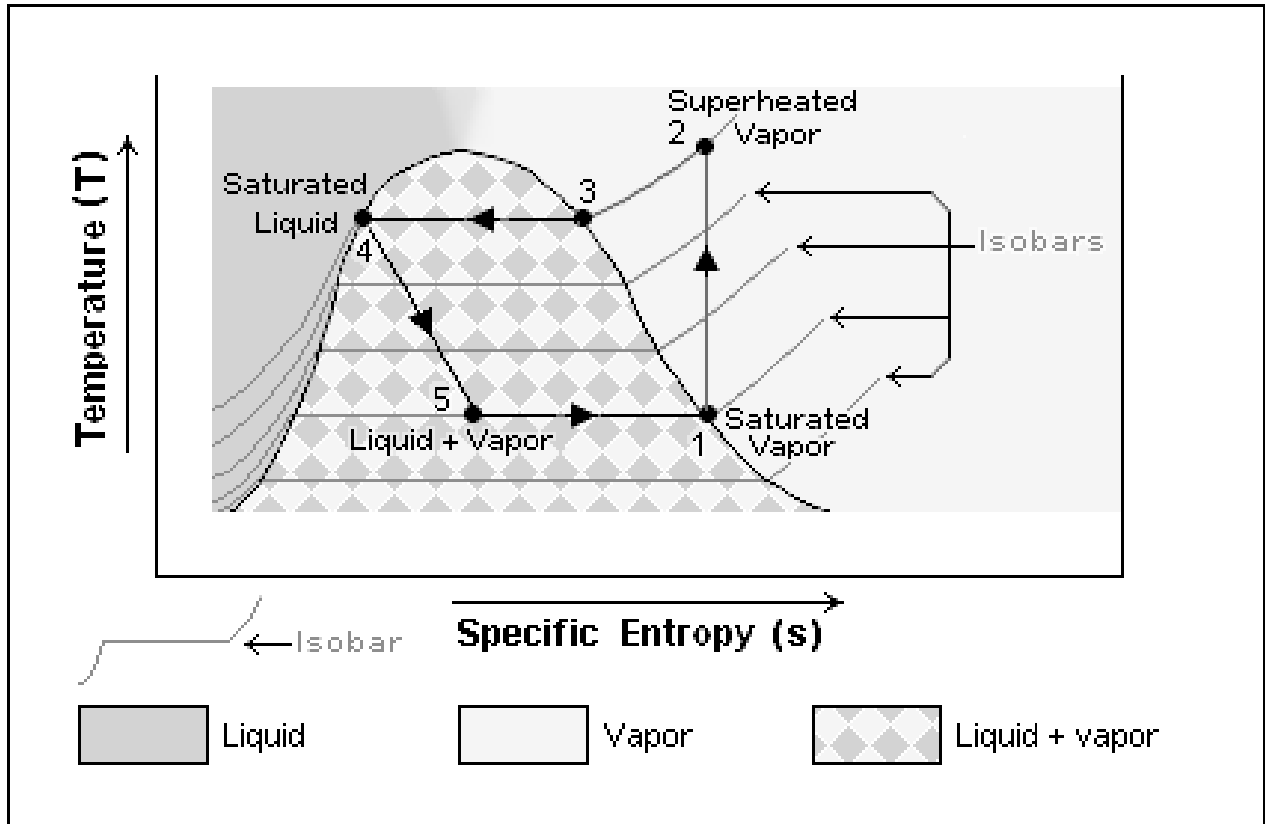 Superheated
2 Vapor
Saturated
Liquid
3
4
Isobars
5
Liquid + Vapor
1
Saturated
Vapor
Temperature (T)
Specific Entropy (s)
Isobar
Liquid
Vapor
Liquid + vapor